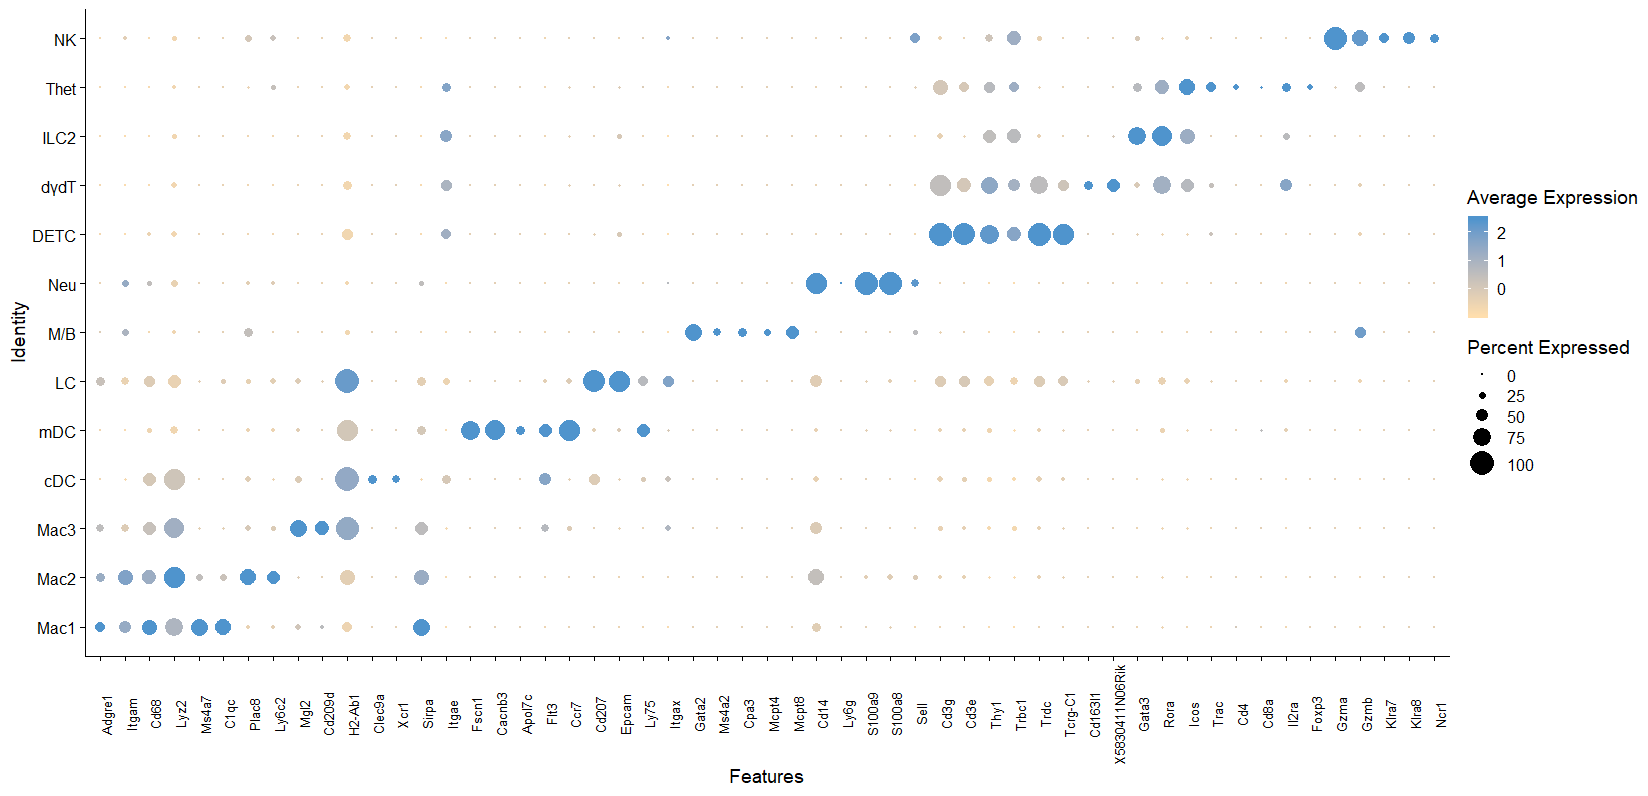 NK
Thet
ILC2
dγdT
DETC
Neu
M/B
LC
mDC
cDC
Mac3
Mac2
Mac1
Identity
Adgre1
Itgam
Cd68
Lyz2
Ms4a7
C1qc
Plac8
Ly6c2
Mgl2
Cd209d
H2-Ab1
Clec9a
Xcr1
Sirpa
Itgae
Fscn1
Cacnb3
Apol7c
Flt3
Ccr7
Cd207
Epcam
Ly75
Itgax
Gata2
Ms4a2
Cpa3
Mcpt4
Mcpt8
Cd14
Ly6g
S100a9
S100a8
Sell
Cd3g
Cd3e
Thy1
Trbc1
Trdc
Tcrg-C1
Cd163l1
X5830411N06Rik
Gata3
Rora
Icos
Trac
Cd4
Cd8a
Il2ra
Foxp3
Gzma
Gzmb
Klra7
Klra8
Ncr1
Features
Average Expression
2
1
0
Percent Expressed
0
25
50
75
100